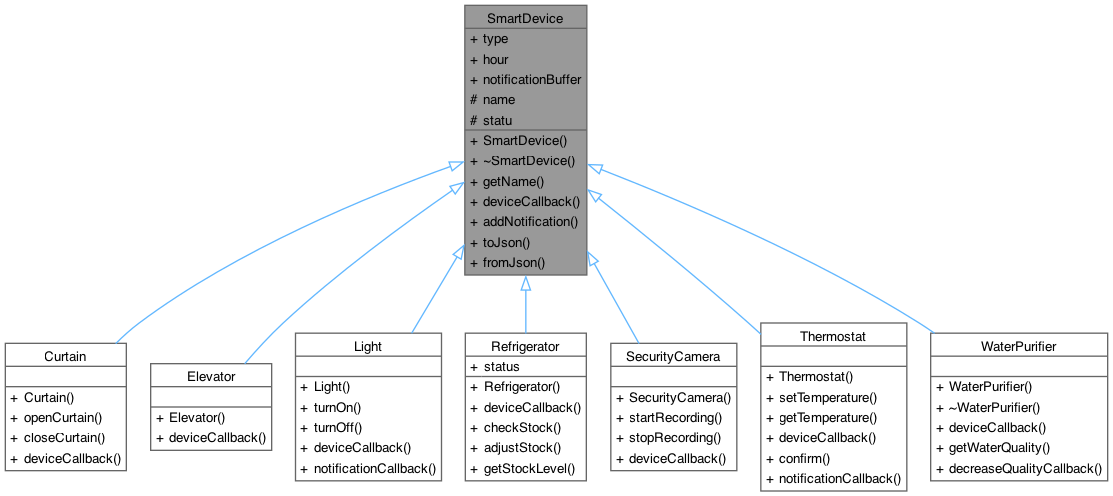 SmartDevice
+ type
+ hour
+ notificationBuffer
# name
# statu
+ SmartDevice()
+ ~SmartDevice()
+ getName()
+ deviceCallback()
+ addNotification()
+ toJson()
+ fromJson()
Curtain
+ Curtain()
+ openCurtain()
+ closeCurtain()
+ deviceCallback()
Elevator
+ Elevator()
+ deviceCallback()
Light
+ Light()
+ turnOn()
+ turnOff()
+ deviceCallback()
+ notificationCallback()
Refrigerator
+ status
+ Refrigerator()
+ deviceCallback()
+ checkStock()
+ adjustStock()
+ getStockLevel()
SecurityCamera
+ SecurityCamera()
+ startRecording()
+ stopRecording()
+ deviceCallback()
Thermostat
+ Thermostat()
+ setTemperature()
+ getTemperature()
+ deviceCallback()
+ confirm()
+ notificationCallback()
WaterPurifier
+ WaterPurifier()
+ ~WaterPurifier()
+ deviceCallback()
+ getWaterQuality()
+ decreaseQualityCallback()